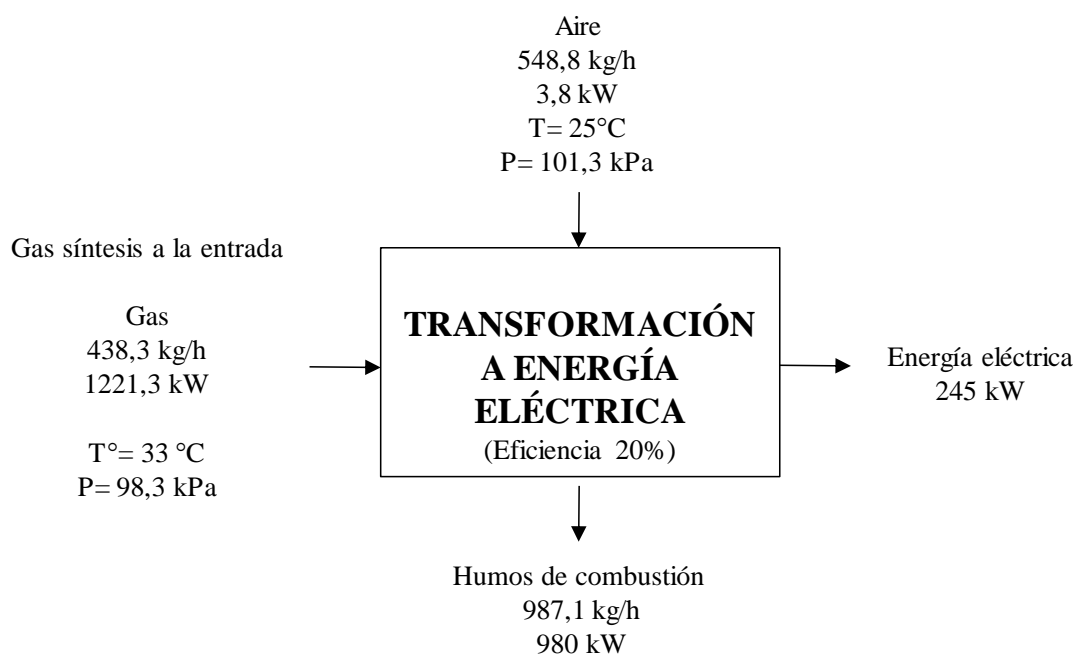 Aire
548,8 kg/h
3,8 kW
T= 25°C
P= 101,3 kPa
Gas síntesis a la entrada
Gas
438,3 kg/h
1221,3 kW
T°= 33 °C
P= 98,3 kPa
TRANSFORMACIÓN
A ENERGÍA
ELÉCTRICA
(Eficiencia 20%)
Energía eléctrica
245 kW
Humos de combustión
987,1 kg/h
980 kW